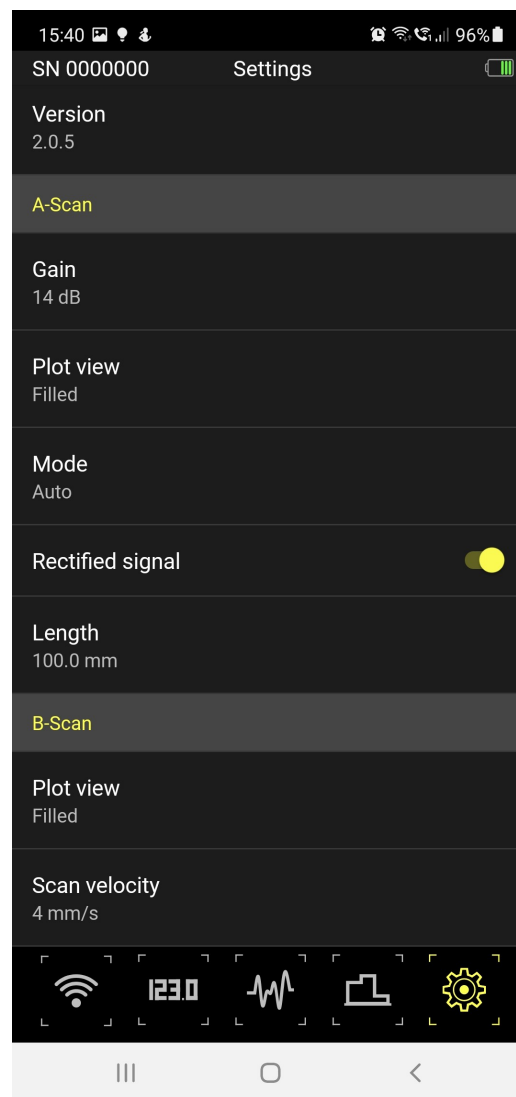 15:40 96%
SN 0000000 Settings
Version
2.0.5
A-Scan
Gain
14 dB
Plot view
Filled
Mode
Auto
Rectified signal
Length
100.0 mm
B-Scan
Plot view
Filled
Scan velocity
4 mm/s
123.0